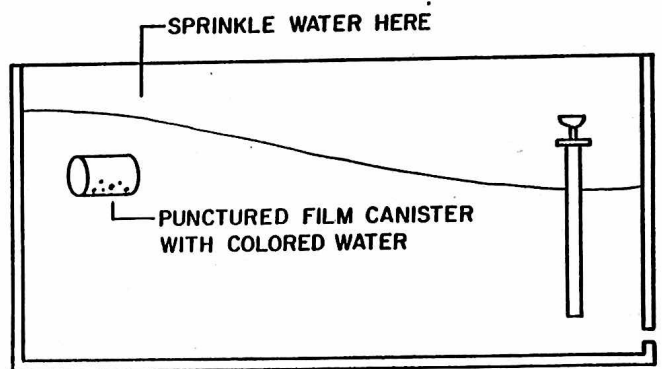 SPRINKLE WATER HERE
PUNCTURED FILM CANISTER
WITH COLORED WATER